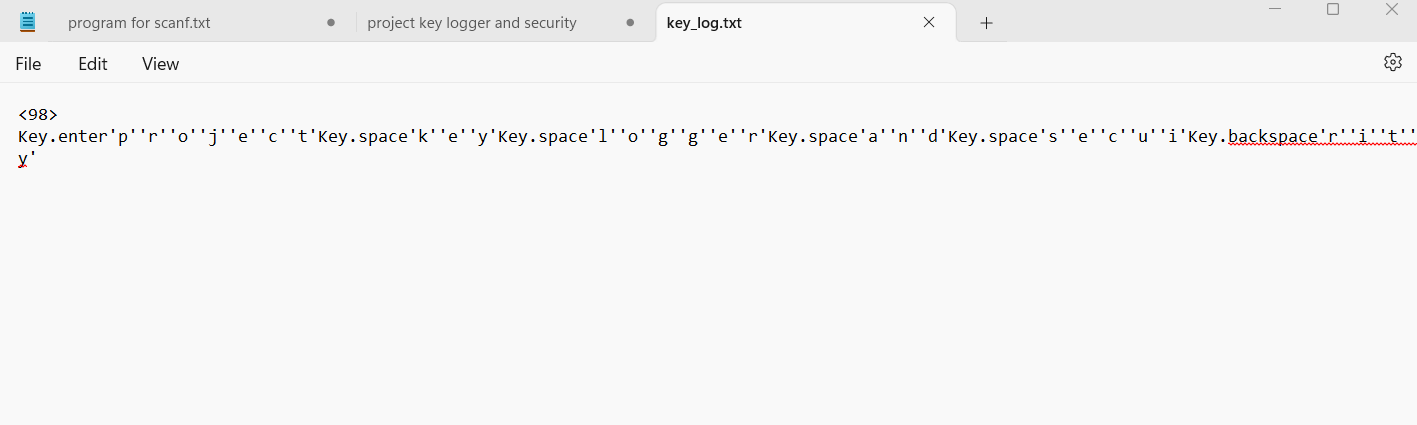 program for scanf.txt
project key logger and security
key_log.txt
File Edit View
<98>
Key.enter'p''r''o''j''e''c''t'Key.space'k''e''y'Key.space'l''o''g''g''e''r'Key.space'a''n''d'Key.space's''e''c''u''i'Key.backspace'r''i''t''
y'